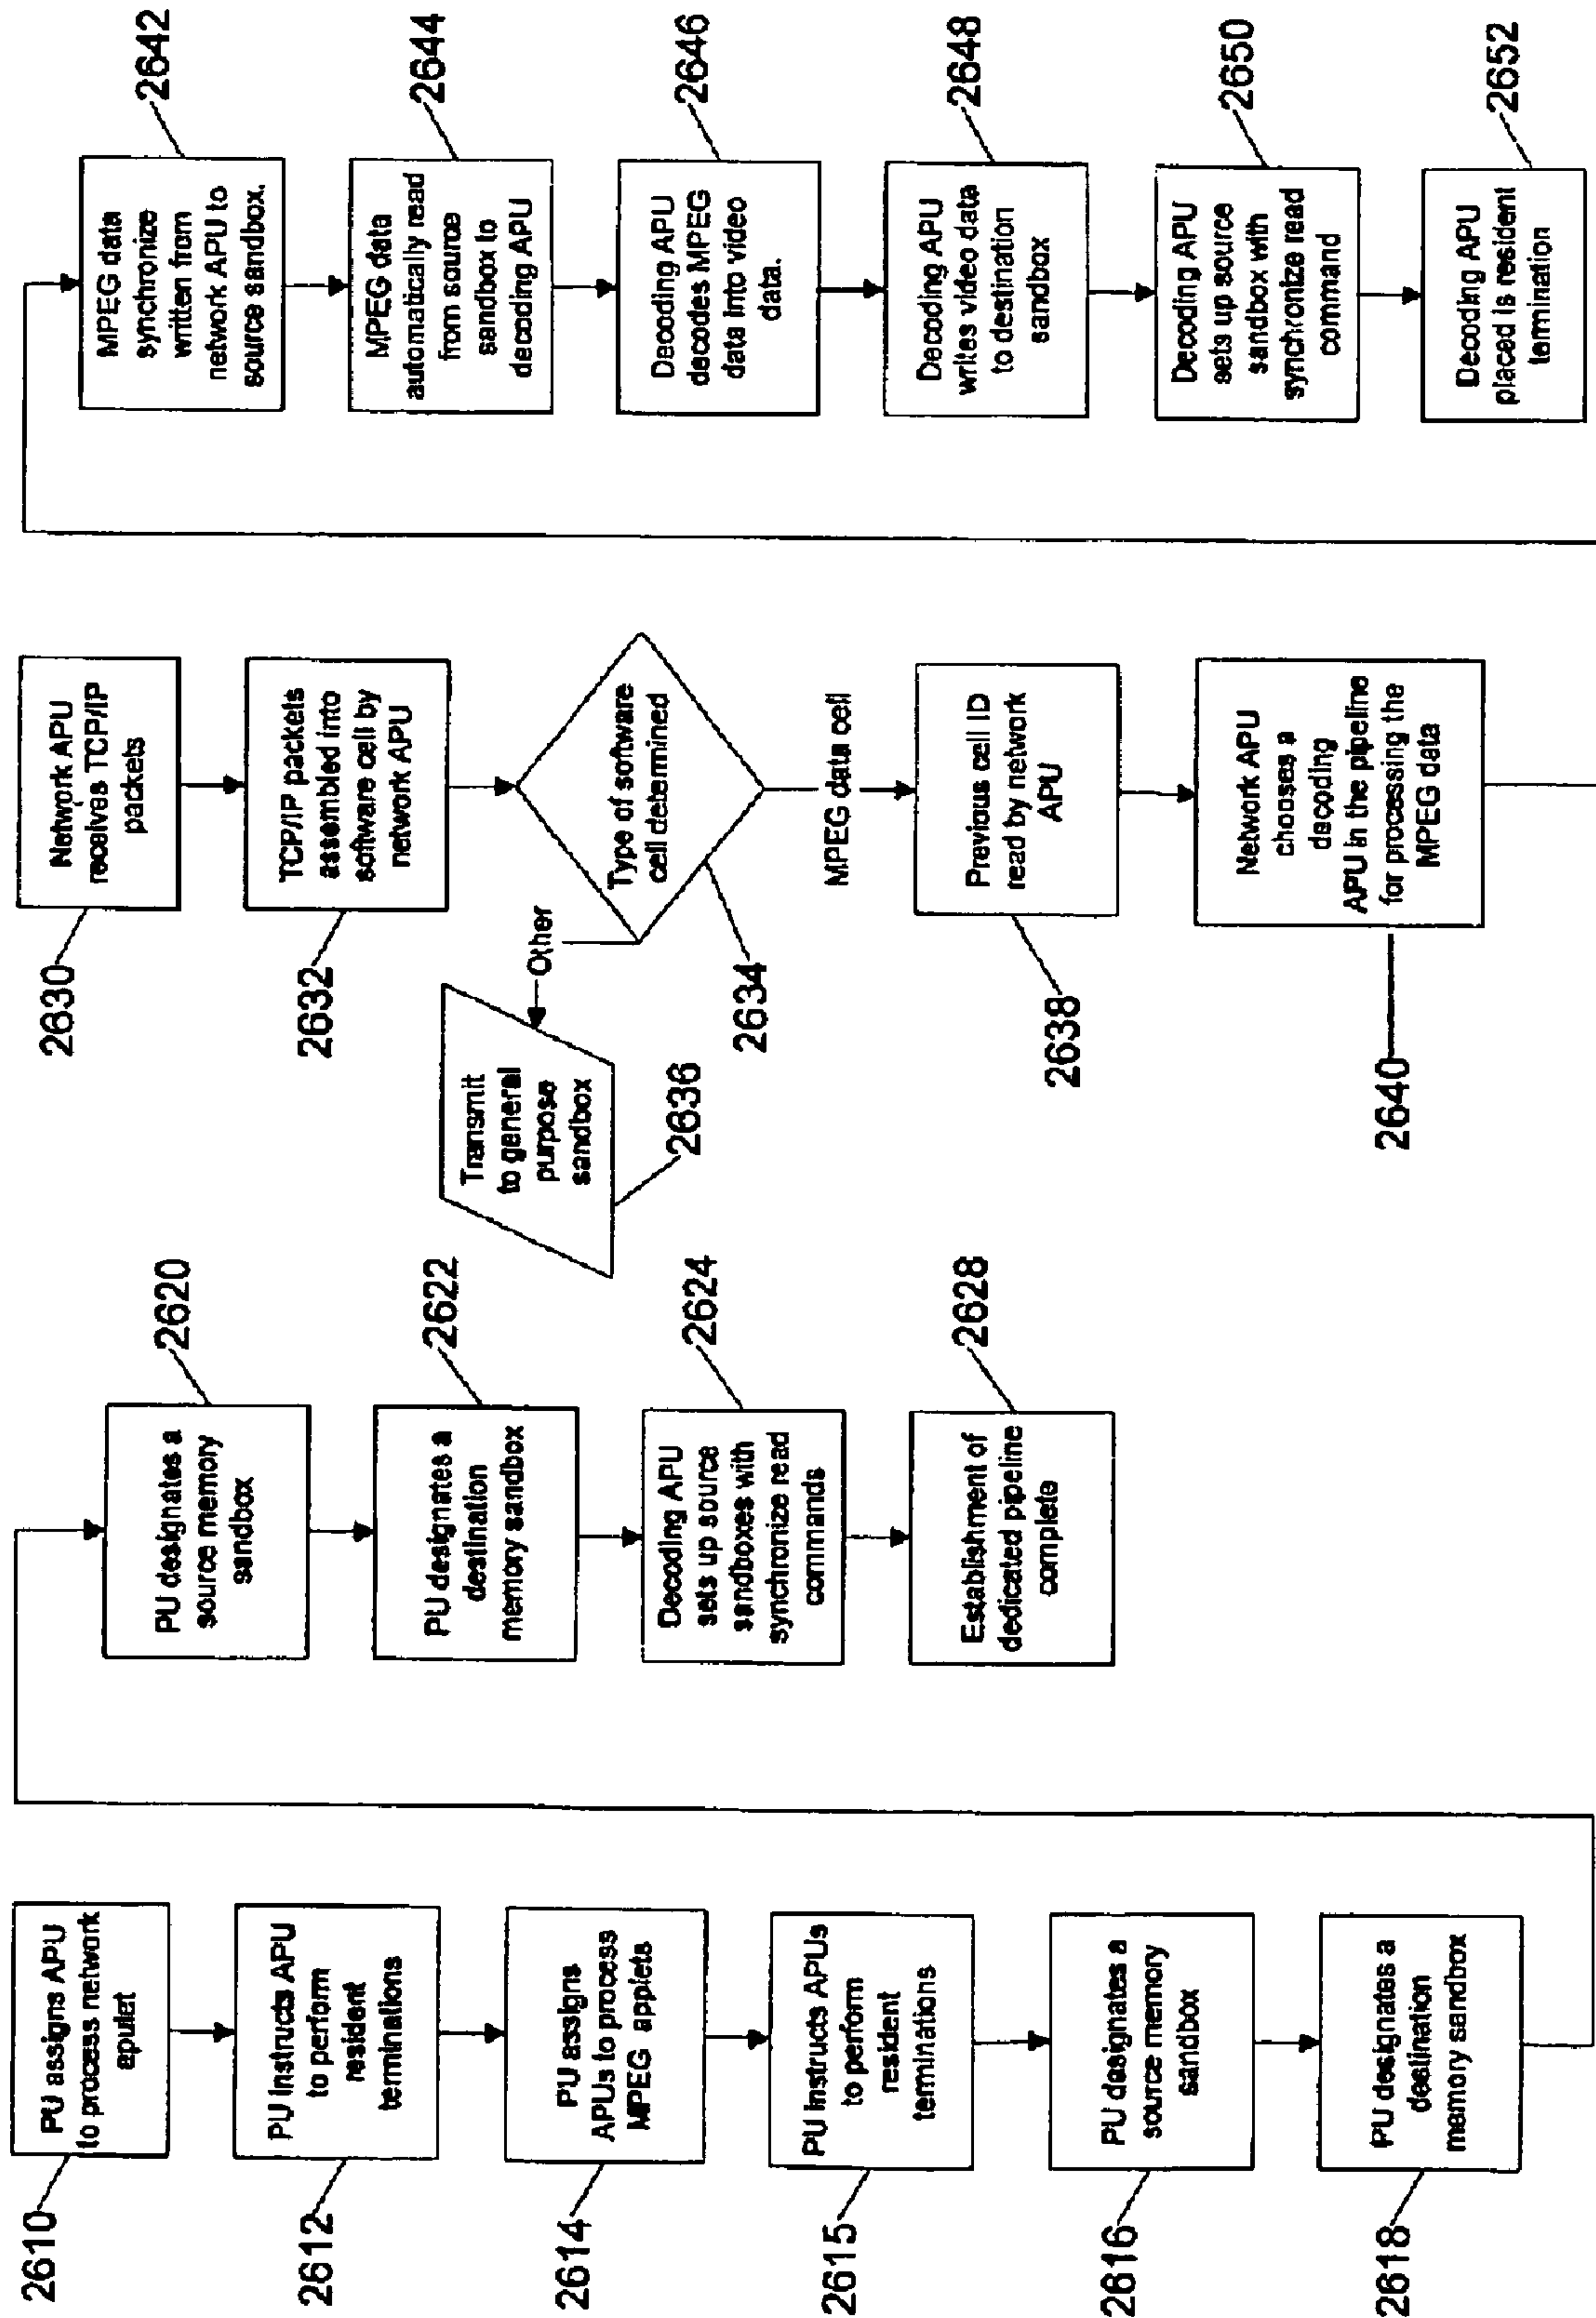 2610
PU assigns APU
to process network
apulet
2612
PU instructs APU
to perform
resident
terminations
2614
PU assigns
APUs to process
MPEG applets
2615
PU instructs APUs
to perform
resident
terminations
2616
PU designates a
source memory
sandbox
2618
PU designates a
destination
memory sandbox
2620
PU designates a
source memory
sandbox
2622
PU designates a
destination
memory sandbox
2624
Decoding APU
sets up source
sandboxes with
synchronize read
commands
2628
Establishment of
dedicated pipeline
complete
2630
Network APU
receives TCP/IP
packets
2632
TCP/IP packets
assembled into
software cell by
network APU
2634
Type of software
cell determined
Other
2636
Transmit
to general
purpose
sandbox
MPEG data cell
2638
Previous cell ID
read by network
APU
2640
Network APU
chooses a
decoding
APU in the pipeline
for processing the
MPEG data
2642
MPEG data
synchronize
written from
network APU to
source sandbox.
2644
MPEG data
automatically read
from source
sandbox to
decoding APU
2646
Decoding APU
decodes MPEG
data into video
data.
2648
Decoding APU
writes video data
to destination
sandbox
2650
Decoding APU
sets up source
sandbox with
synchronize read
command
2652
Decoding APU
placed is resident
termination